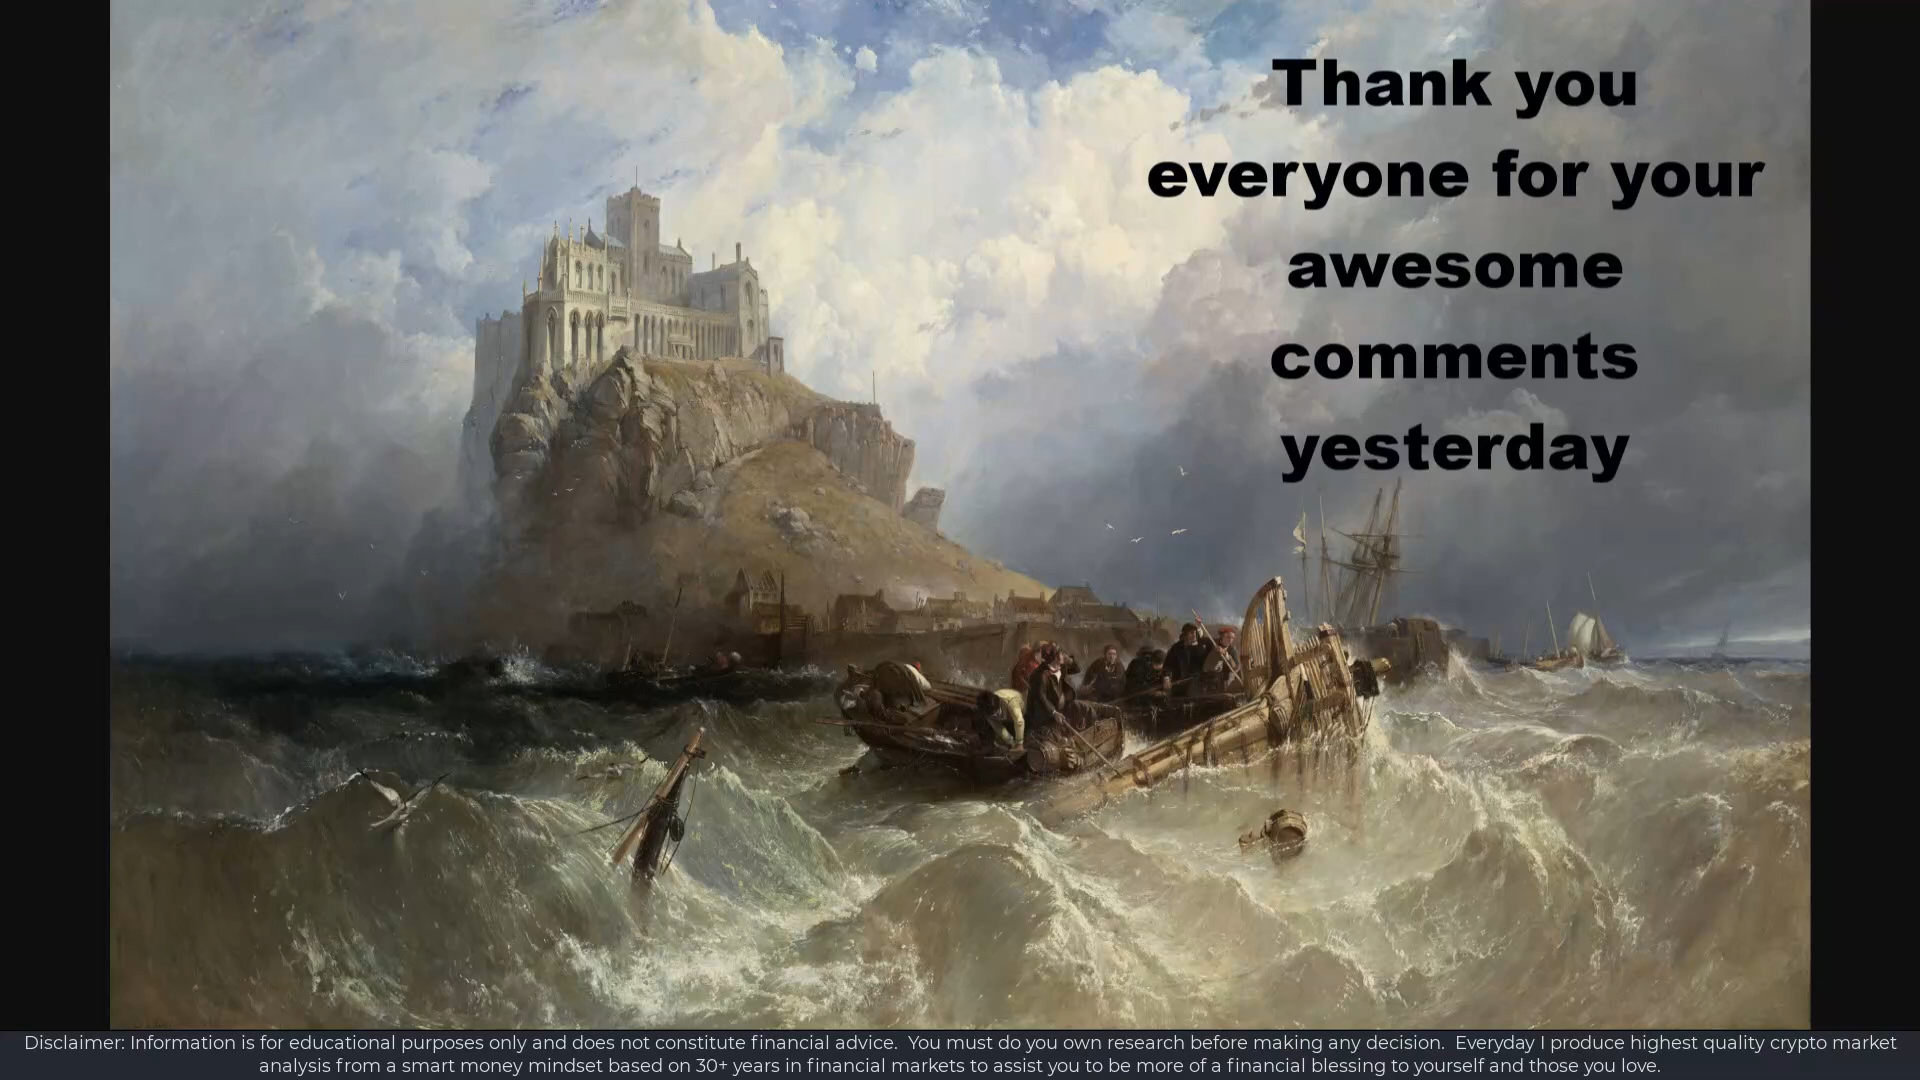 Thank you
everyone for your
awesome
comments
yesterday
Disclaimer: Information is for educational purposes only and does not constitute financial advice.  You must do you own research before making any decision.  Everyday I produce highest quality crypto market
analysis from a smart money mindset based on 30+ years in financial markets to assist you to be more of a financial blessing to yourself and those you love.